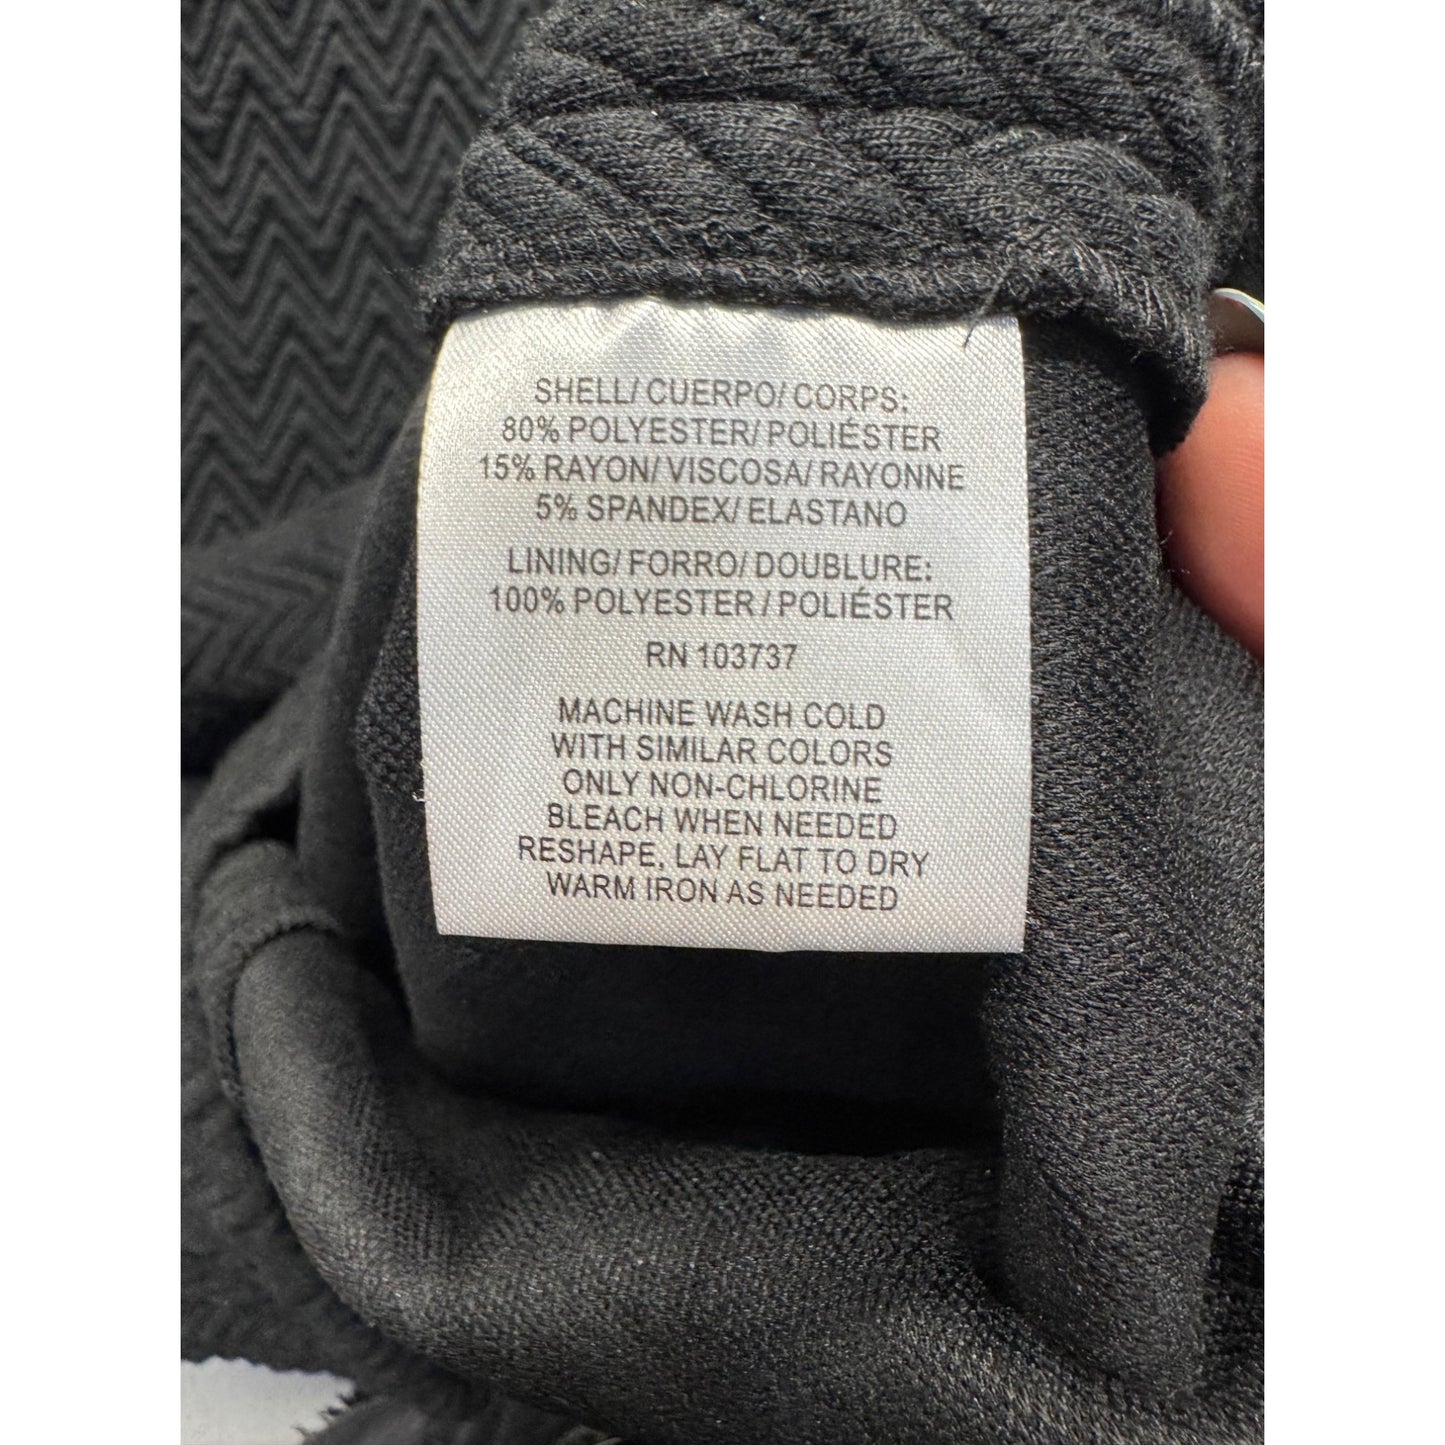 SHELL/ CUERPO/ CORPS:
80% POLYESTER/ POLIÉSTER
15% RAYON/ VISCOSA/ RAYONNE
5% SPANDEX/ ELASTANO
LINING/ FORRO/ DOUBLURE:
100% POLYESTER / POLIÉSTER
RN 103737
MACHINE WASH COLD
WITH SIMILAR COLORS
ONLY NON-CHLORINE
BLEACH WHEN NEEDED
RESHAPE, LAY FLAT TO DRY
WARM IRON AS NEEDED